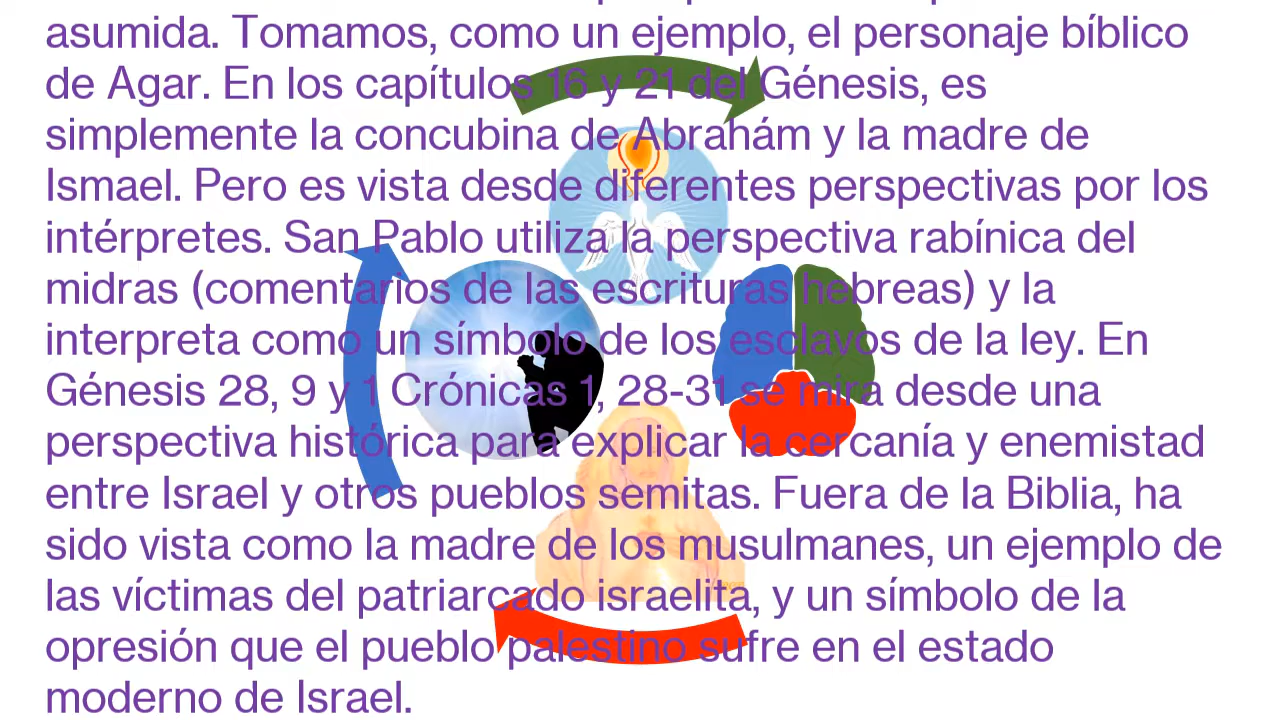 asumida. Tomamos, como un ejemplo, el personaje bíblico
de Agar. En los capítulos 16 y 21 del Génesis, es
simplemente la concubina de Abrahám y la madre de
Ismael. Pero es vista desde diferentes perspectivas por los
intérpretes. San Pablo utiliza la perspectiva rabínica del
midras (comentarios de las escrituras hebreas) y la
interpreta como un símbolo de los esclavos de la ley. En
Génesis 28, 9 y 1 Crónicas 1, 28-31 se mira desde una
perspectiva histórica para explicar la cercanía y enemistad
entre Israel y otros pueblos semitas. Fuera de la Biblia, ha
sido vista como la madre de los musulmanes, un ejemplo de
las víctimas del patriarcado israelita, y un símbolo de la
opresión que el pueblo palestino sufre en el estado
moderno de Israel.